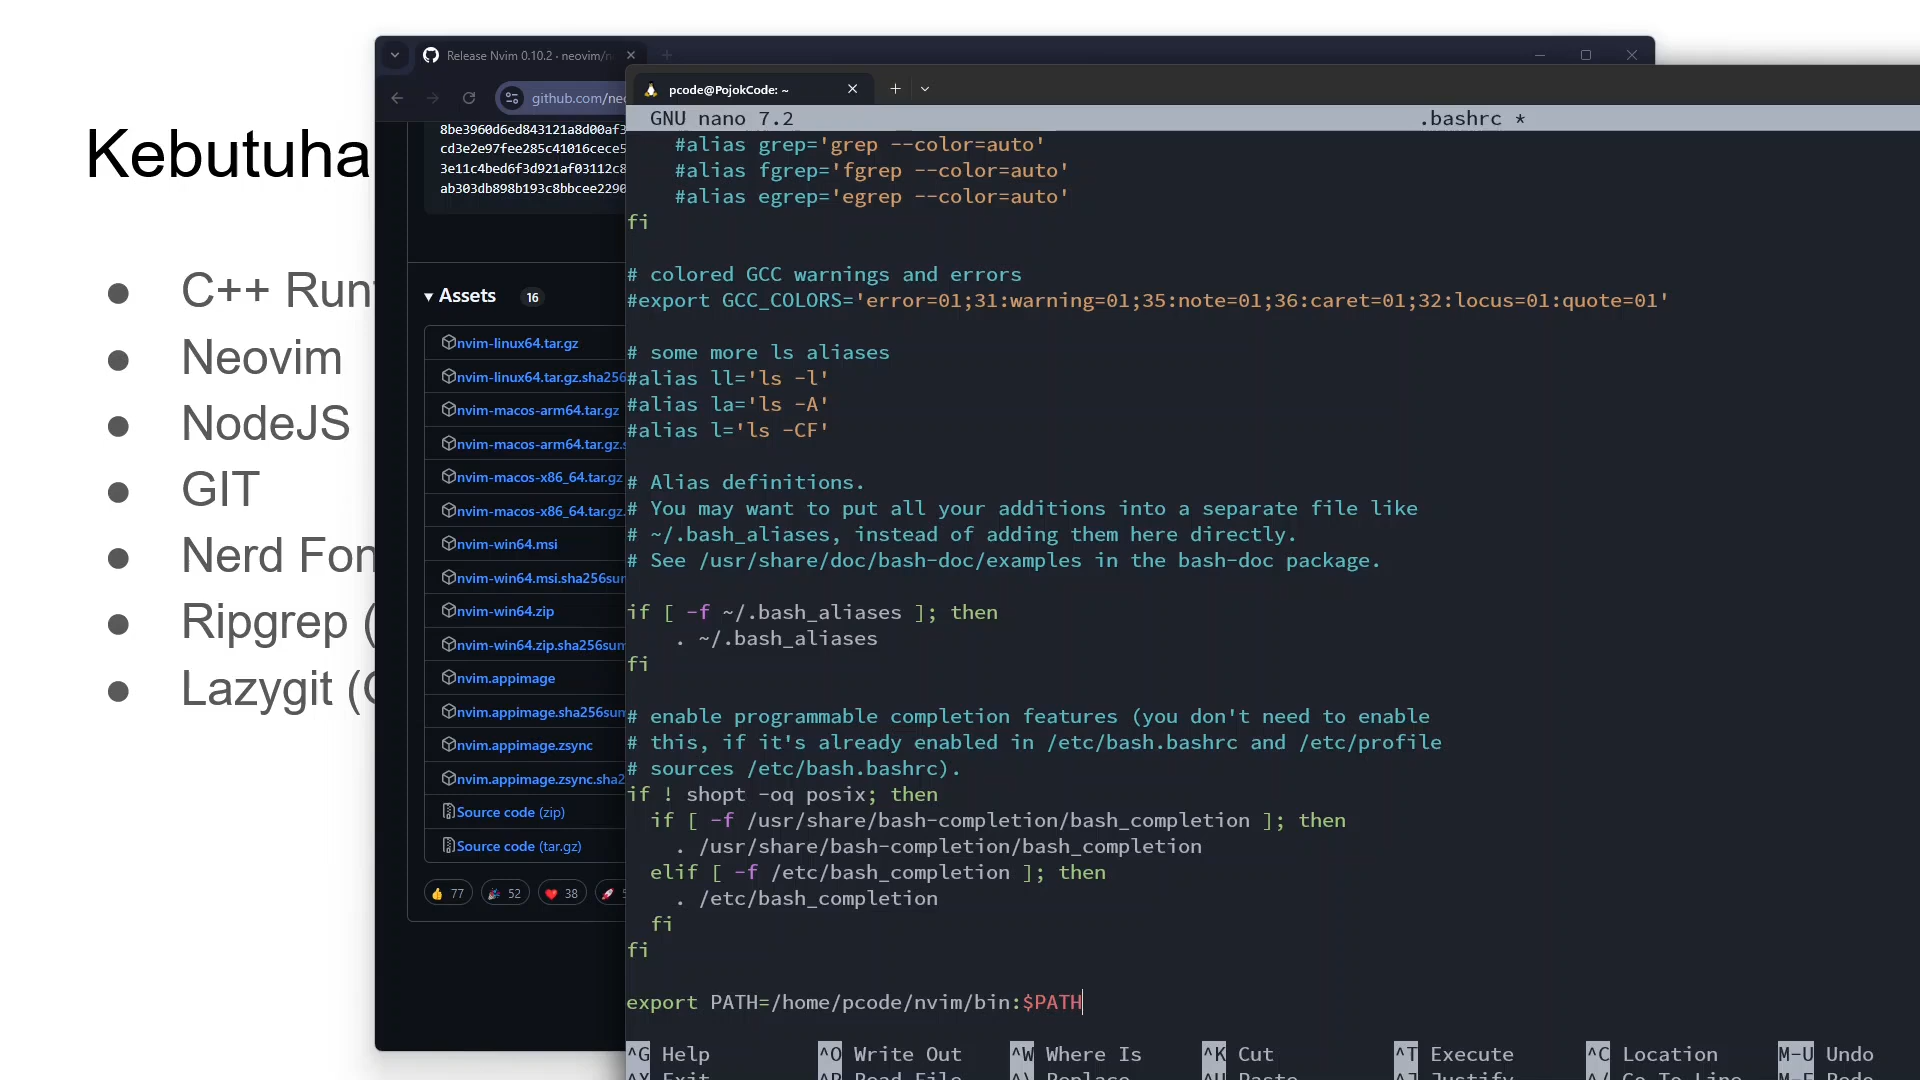 Kebutuha
C++ Run
Neovim
NodeJS
GIT
Nerd Fon
Ripgrep (
Lazygit (
Release Nvim 0.10.2 · neovim/n
github.com/neo
8be3960d6ed843121a8d00af3
cd3e2e97fee285c41016cece5
3e11c4bed6f3d921af03112c8
ab303db898b193c8bbcee2290
Assets 16
nvim-linux64.tar.gz
nvim-linux64.tar.gz.sha256
nvim-macos-arm64.tar.gz
nvim-macos-arm64.tar.gz.s
nvim-macos-x86_64.tar.gz
nvim-macos-x86_64.tar.gz.
nvim-win64.msi
nvim-win64.msi.sha256sum
nvim-win64.zip
nvim-win64.zip.sha256sum
nvim.appimage
nvim.appimage.sha256sum
nvim.appimage.zsync
nvim.appimage.zsync.sha2
Source code (zip)
Source code (tar.gz)
77 52 38
pcode@PojokCode: ~
GNU nano 7.2 .bashrc *
#alias grep='grep --color=auto'
#alias fgrep='fgrep --color=auto'
#alias egrep='egrep --color=auto'
fi
# colored GCC warnings and errors
#export GCC_COLORS='error=01;31:warning=01;35:note=01;36:caret=01;32:locus=01:quote=01'
# some more ls aliases
#alias ll='ls -l'
#alias la='ls -A'
#alias l='ls -CF'
# Alias definitions.
# You may want to put all your additions into a separate file like
# ~/.bash_aliases, instead of adding them here directly.
# See /usr/share/doc/bash-doc/examples in the bash-doc package.
if [ -f ~/.bash_aliases ]; then
. ~/.bash_aliases
fi
# enable programmable completion features (you don't need to enable
# this, if it's already enabled in /etc/bash.bashrc and /etc/profile
# sources /etc/bash.bashrc).
if ! shopt -oq posix; then
if [ -f /usr/share/bash-completion/bash_completion ]; then
. /usr/share/bash-completion/bash_completion
elif [ -f /etc/bash_completion ]; then
. /etc/bash_completion
fi
fi
export PATH=/home/pcode/nvim/bin:$PATH
^G Help ^O Write Out ^W Where Is ^K Cut ^T Execute ^C Location M-U Undo
^X Exit ^R Read File ^\ Replace ^U Paste ^J Justify ^/ Go To Line M-E Redo